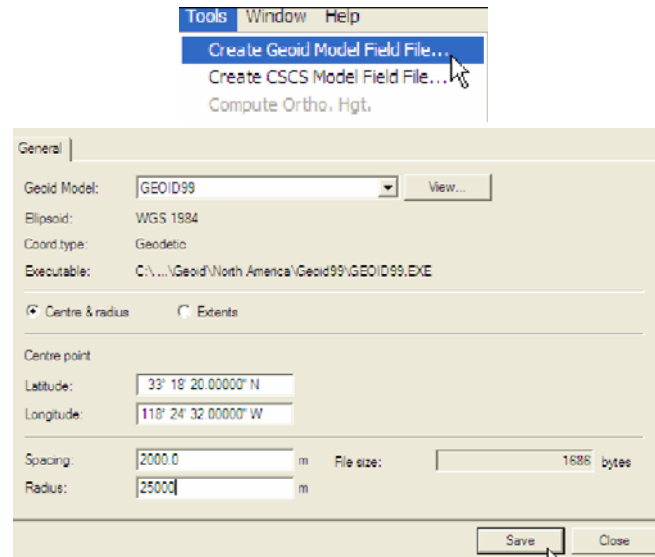 Tools Window Help
Create Geoid Model Field File...
Create CSCS Model Field File...
Compute Ortho. Hgt.
General
Geoid Model: GEOID99 View...
Ellipsoid: WGS 1984
Coord.type: Geodetic
Executable: C:\...\Geoid\North America\Geoid99\GEOID99.EXE
Centre & radius Extents
Centre point
Latitude: 33° 18' 20.00000" N
Longitude: 118° 24' 32.00000" W
Spacing: 2000.0 m File size: 1686 bytes
Radius: 25000 m
Save Close